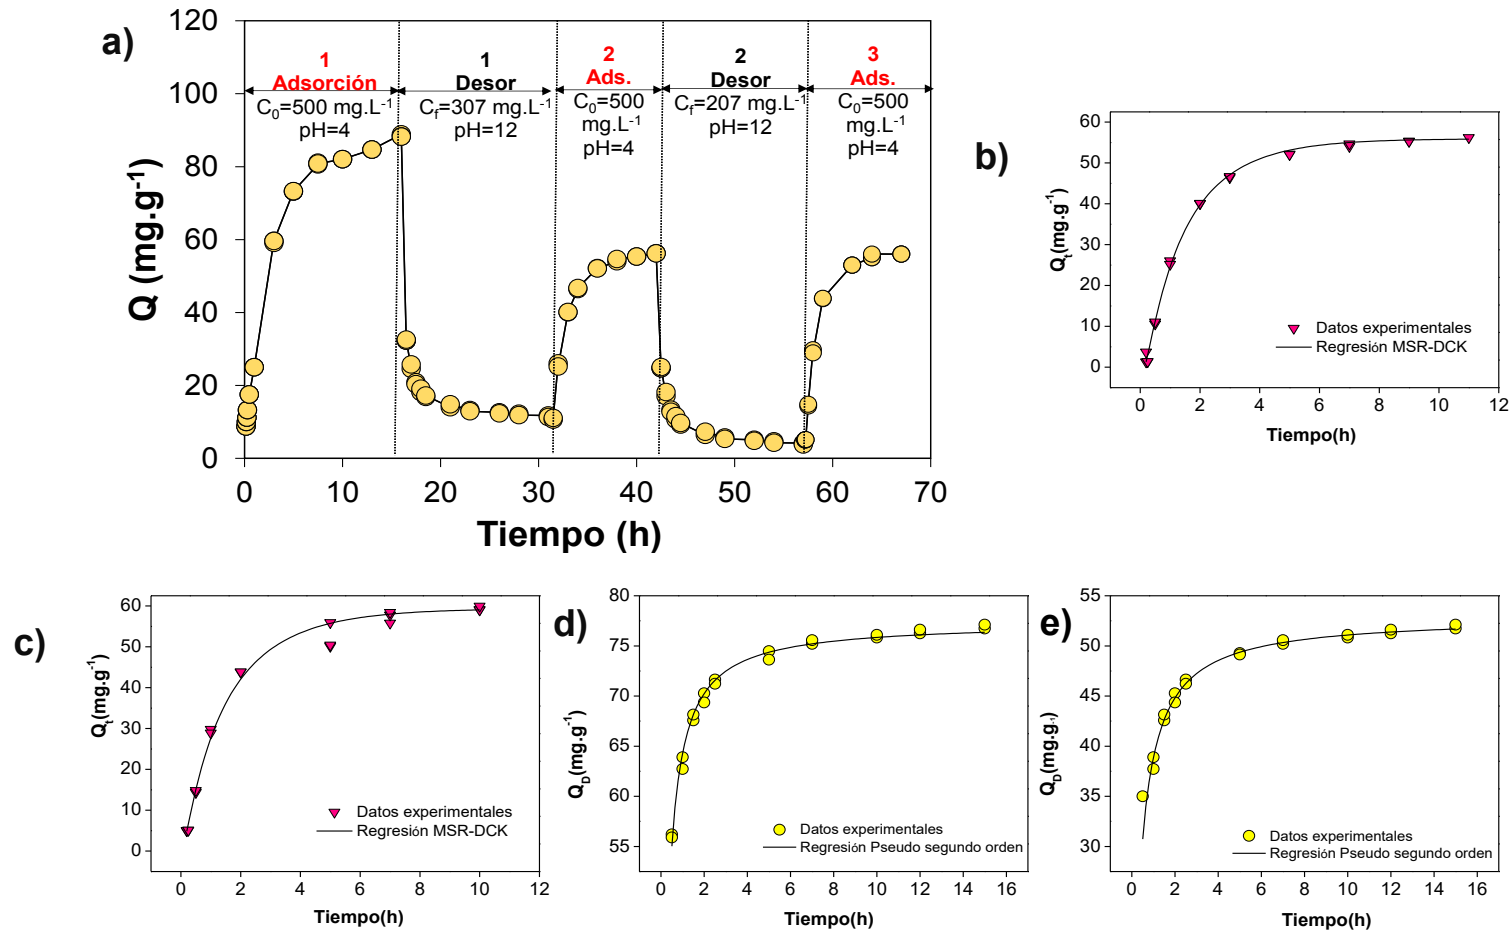 a)
Q (mg.g-1)
120
100
80
60
40
20
0
1
Adsorción
C0=500 mg.L-1
pH=4
1
Desor
Cf=307 mg.L-1
pH=12
2
Ads.
C0=500
mg.L-1
pH=4
2
Desor
Cf=207 mg.L-1
pH=12
3
Ads.
C0=500
mg.L-1
pH=4
0 10 20 30 40 50 60 70
Tiempo (h)
b)
Qt(mg.g-1)
60
50
40
30
20
10
0
Datos experimentales
Regresión MSR-DCK
0 2 4 6 8 10 12
Tiempo(h)
c)
Qt(mg.g-1)
60
50
40
30
20
10
0
Datos experimentales
Regresión MSR-DCK
0 2 4 6 8 10 12
Tiempo(h)
d)
QD(mg.g-1)
80
75
70
65
60
55
Datos experimentales
Regresión Pseudo segundo orden
0 2 4 6 8 10 12 14 16
Tiempo(h)
e)
QD(mg.g-1)
55
50
45
40
35
30
Datos experimentales
Regresión Pseudo segundo orden
0 2 4 6 8 10 12 14 16
Tiempo(h)